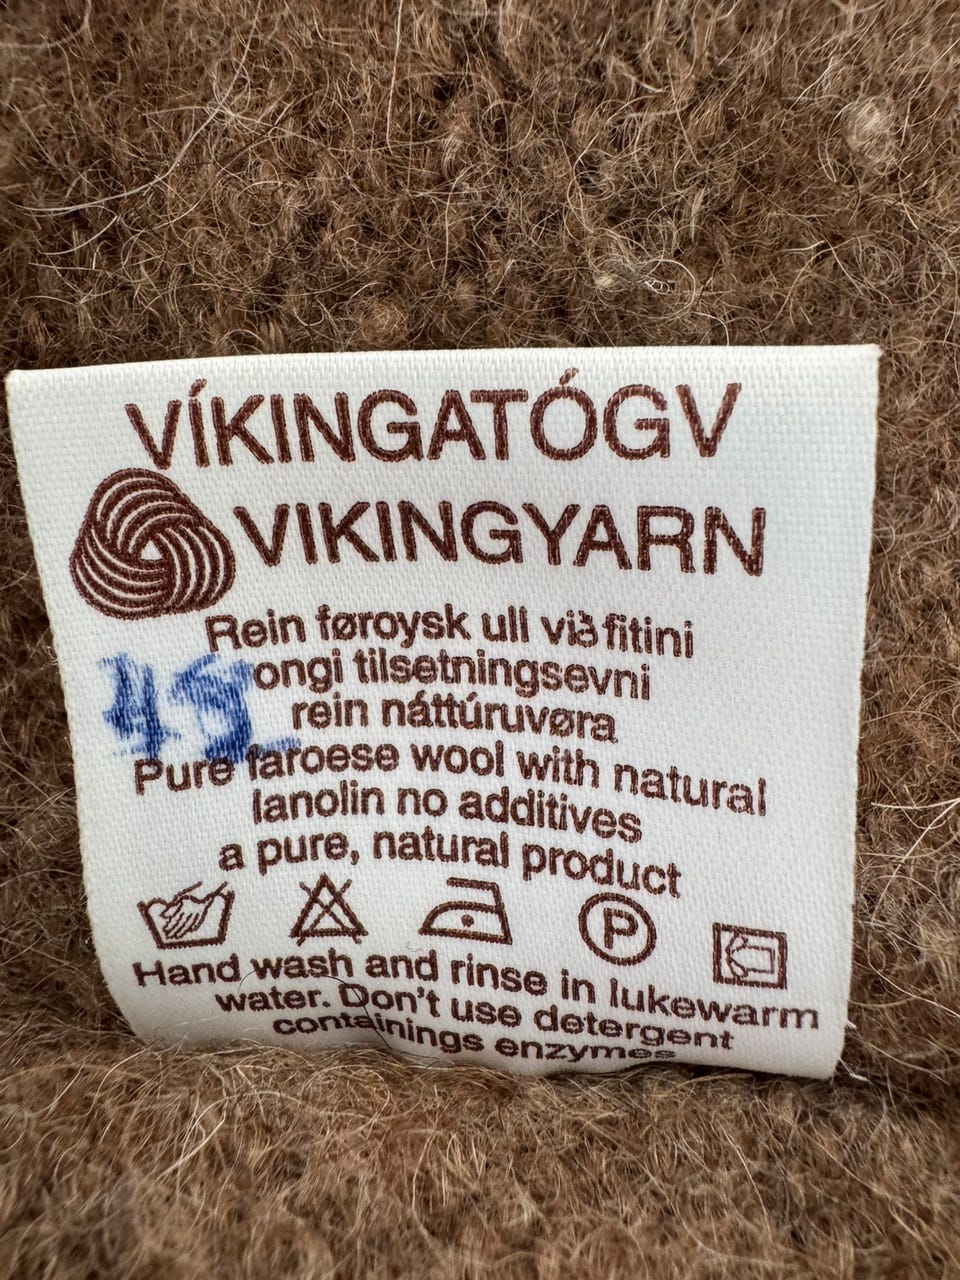 VÍKINGATÓGV
VIKINGYARN
Rein føroysk ull við fitini
ongi tilsetningsevni
rein náttúruvøra
Pure faroese wool with natural
lanolin no additives
a pure, natural product
P
Hand wash and rinse in lukewarm
water. Don't use detergent
containings enzymes